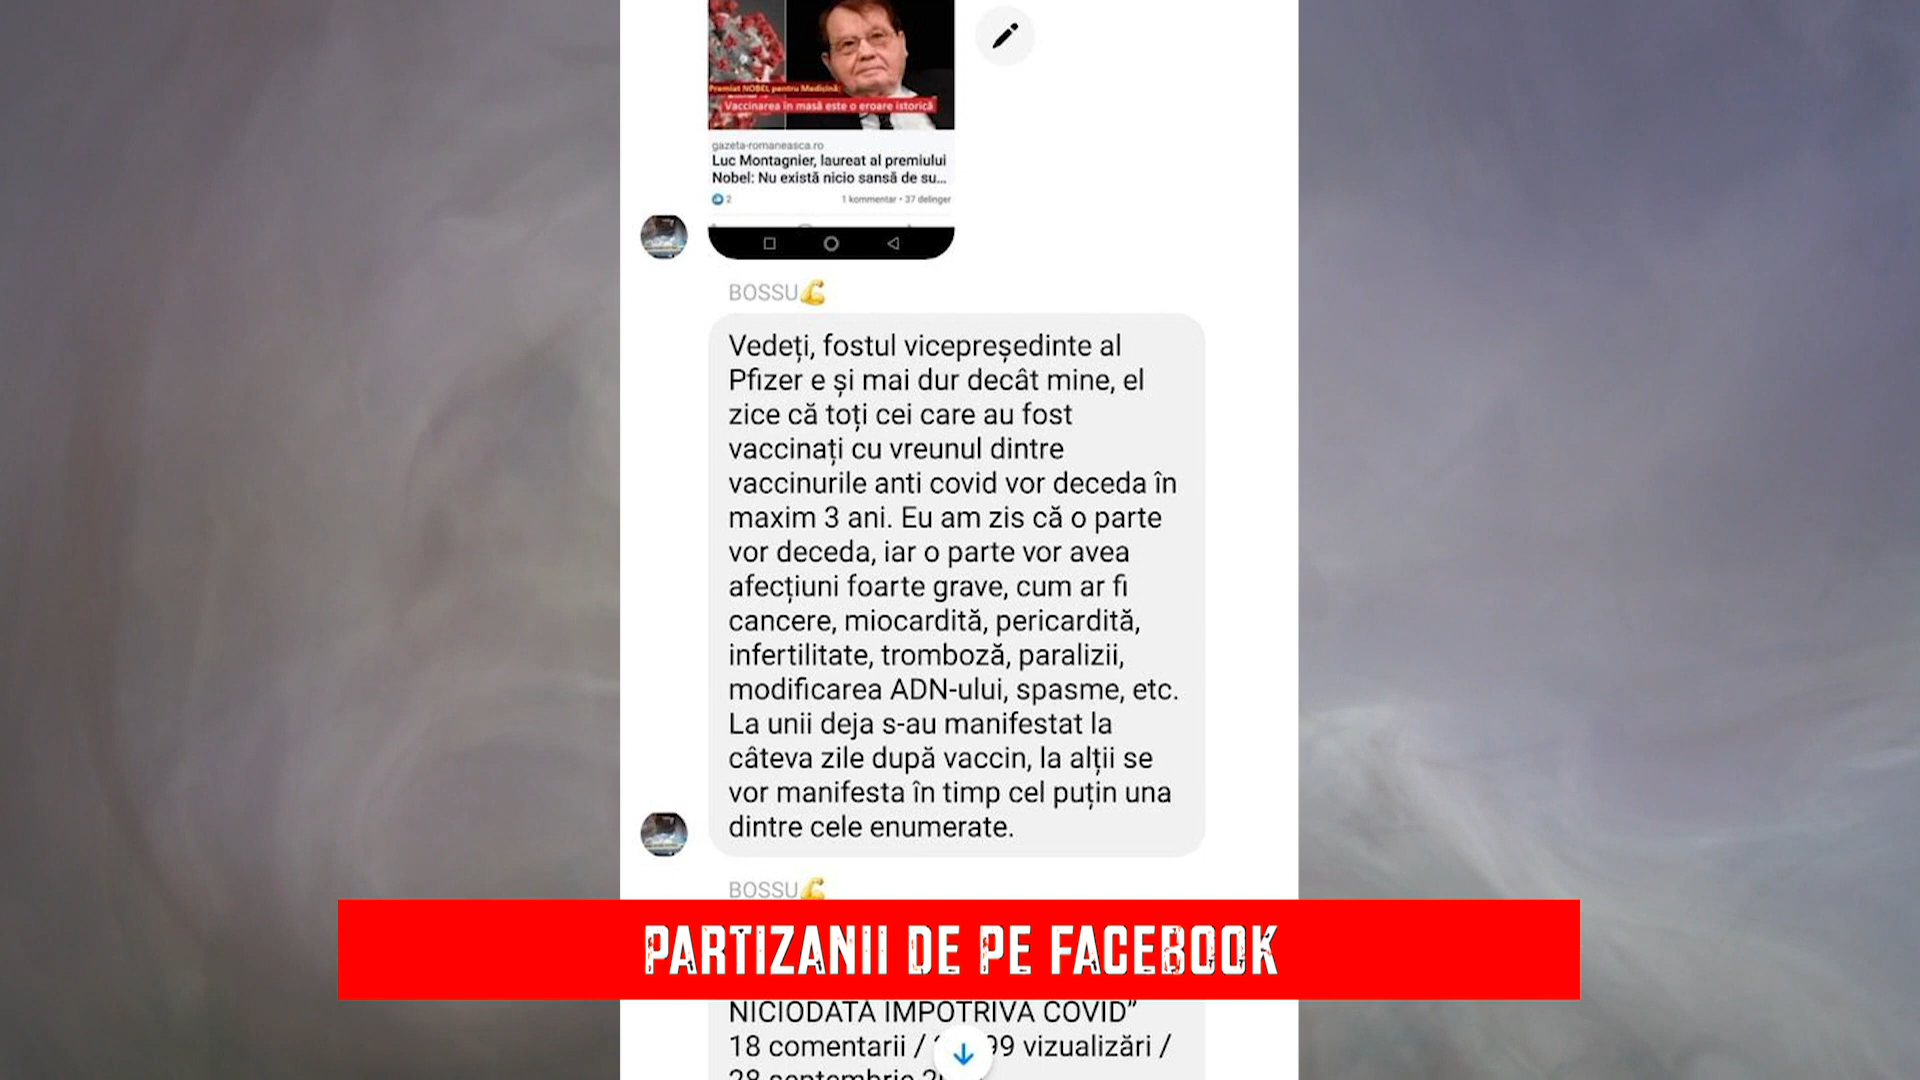 Premiat NOBEL pentru Medicină:
Vaccinarea în masă este o eroare istorică
gazeta-romaneasca.ro
Luc Montagnier, laureat al premiului
Nobel: Nu există nicio sansă de su...
2
1 kommentar • 37 delinger
BOSSU💪
Vedeți, fostul vicepreședinte al
Pfizer e și mai dur decât mine, el
zice că toți cei care au fost
vaccinați cu vreunul dintre
vaccinurile anti covid vor deceda în
maxim 3 ani. Eu am zis că o parte
vor deceda, iar o parte vor avea
afecțiuni foarte grave, cum ar fi
cancere, miocardită, pericardită,
infertilitate, tromboză, paralizii,
modificarea ADN-ului, spasme, etc.
La unii deja s-au manifestat la
câteva zile după vaccin, la alții se
vor manifesta în timp cel puțin una
dintre cele enumerate.
BOSSU💪
PARTIZANII DE PE FACEBOOK
NICIODATĂ ÎMPOTRIVA COVID”
18 comentarii / 99 vizualizări /
28 septembrie